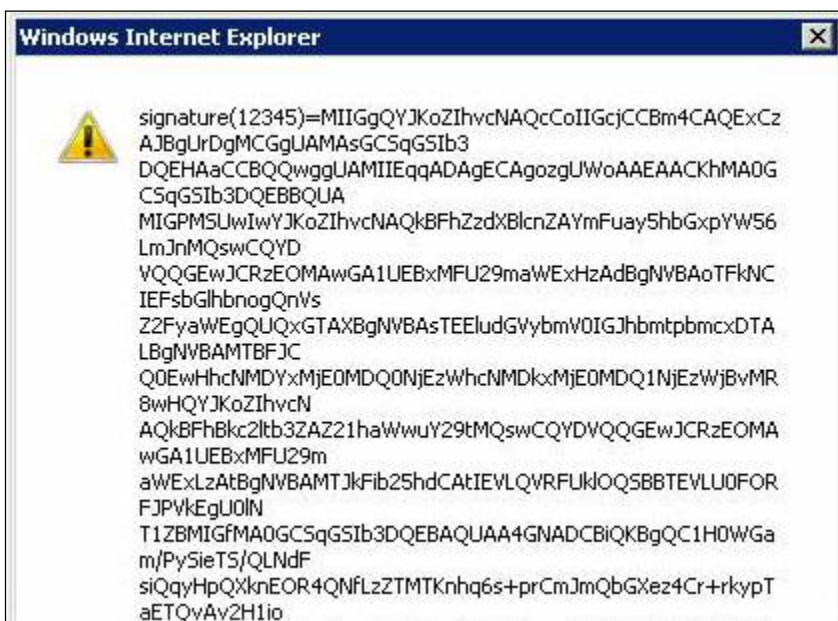 Windows Internet Explorer
signature(12345)=MIIGgQYJKoZIhvcNAQcCoIIGcjCCBm4CAQExCz
AJBgUrDgMCGgUAMAsGCSqGSIb3
DQEHAaCCBQQwggUAMIIEqqADAgECAgozgUWoAAEAACKhMA0G
CSqGSIb3DQEBBQUA
MIGPMSUwIwYJKoZIhvcNAQkBFhZzdXBlcnZAYmFuay5hbGxpYW56
LmJnMQswCQYD
VQQGEwJCRzEOMAwGA1UEBxMFU29maWExHzAdBgNVBAoTFkNC
IEFsbGlhbnogQnVs
Z2FyaWEgQUQxGTAXBgNVBAsTEEludGVybmV0IGJhbmtpbmcxDTA
LBgNVBAMTBFJC
Q0EwHhcNMDYxMjE0MDQ0NjEzWhcNMDkxMjE0MDQ1NjEzWjBvMR
8wHQYJKoZIhvcN
AQkBFhBkc2ltb3ZAZ21haWwuY29tMQswCQYDVQQGEwJCRzEOMA
wGA1UEBxMFU29m
aWExLzAtBgNVBAMTJkFib25hdCAtIEVLQVRFUklOQSBBTEVLU0FOR
FJPVkEgU0lN
T1ZBMIGfMA0GCSqGSIb3DQEBAQUAA4GNADCBiQKBgQC1H0WGa
m/PySieTS/QLNdF
siQqyHpQXknEOR4QNfLzZTMTKnhq6s+prCmJmQbGXez4Cr+rkypT
aETQvAv2H1io